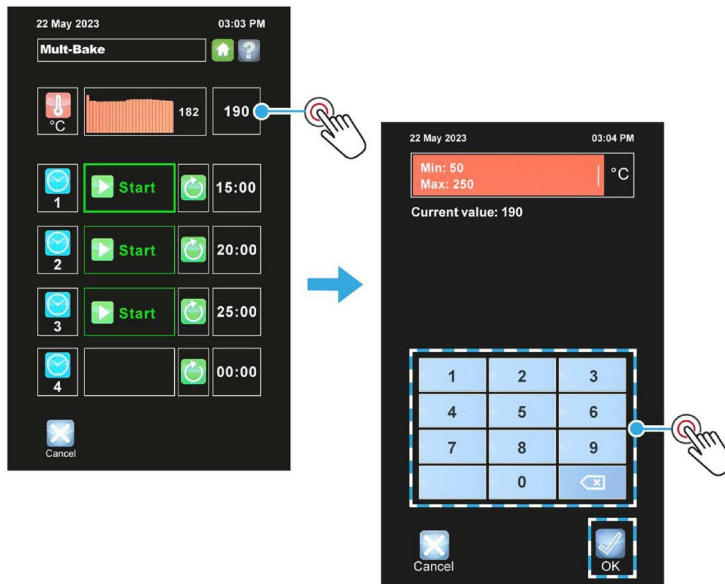 22 May 2023 03:03 PM
Mult-Bake
?
°C
182
190
1
Start
15:00
2
Start
20:00
3
Start
25:00
4
00:00
Cancel
22 May 2023 03:04 PM
Min: 50
Max: 250
°C
Current value: 190
1 2 3
4 5 6
7 8 9
0
Cancel
OK